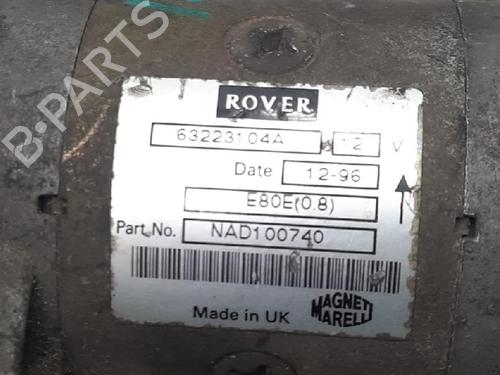 B-PARTS
ROVER
63223104A 12 V
Date 12-96
E80E(0.8)
Part No. NAD100740
Made in UK
MAGNETI
MARELLI